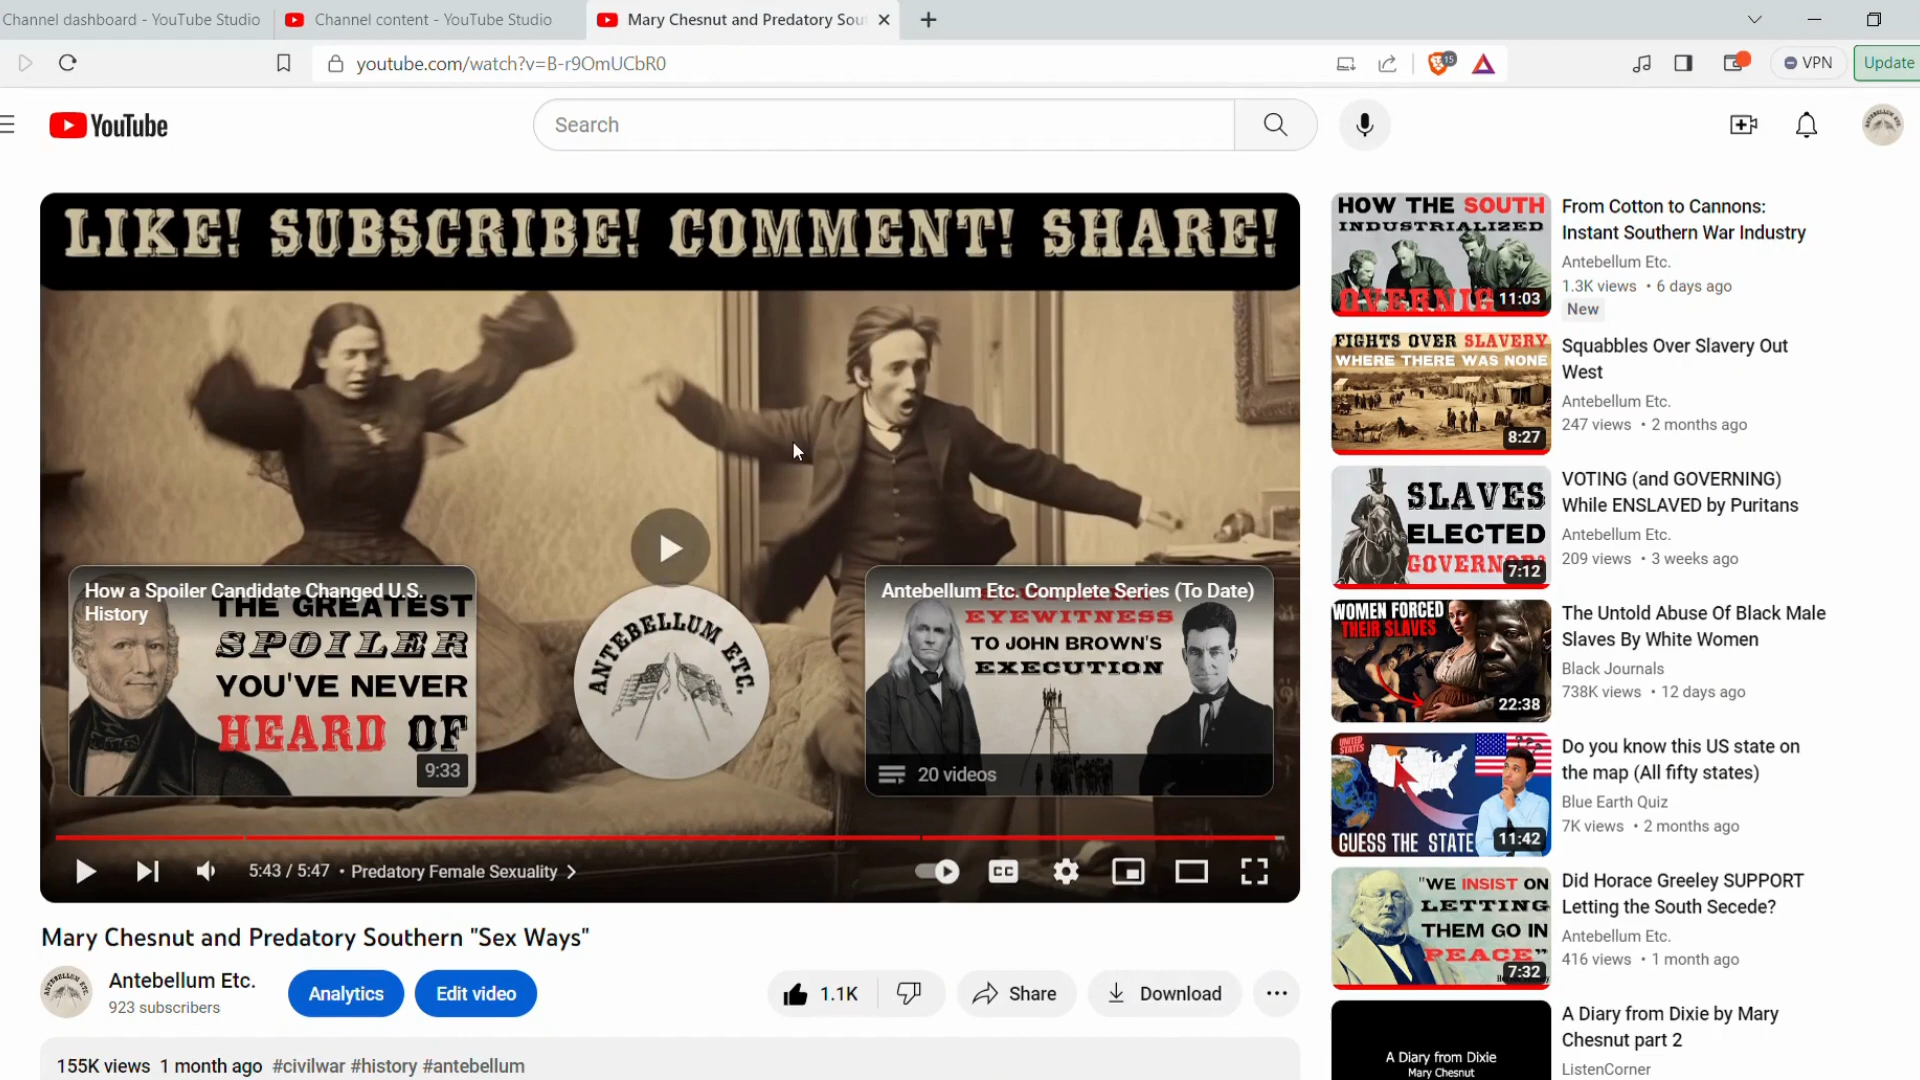 Channel dashboard - YouTube Studio
Channel content - YouTube Studio
Mary Chesnut and Predatory Sou
youtube.com/watch?v=B-r9OmUCbR0
15
VPN
Update
YouTube
Search
LIKE! SUBSCRIBE! COMMENT! SHARE!
How a Spoiler Candidate Changed U.S.
History
THE GREATEST
SPOILER
YOU'VE NEVER
HEARD OF
9:33
ANTEBELLUM ETC.
Antebellum Etc. Complete Series (To Date)
EYEWITNESS
TO JOHN BROWN'S
EXECUTION
20 videos
5:43 / 5:47 • Predatory Female Sexuality
CC
Mary Chesnut and Predatory Southern "Sex Ways"
Antebellum Etc.
923 subscribers
Analytics
Edit video
1.1K
Share
Download
155K views 1 month ago #civilwar #history #antebellum
HOW THE SOUTH
INDUSTRIALIZED
OVERNIG
11:03
From Cotton to Cannons:
Instant Southern War Industry
Antebellum Etc.
1.3K views • 6 days ago
New
FIGHTS OVER SLAVERY
WHERE THERE WAS NONE
8:27
Squabbles Over Slavery Out
West
Antebellum Etc.
247 views • 2 months ago
SLAVES
ELECTED
GOVERN
7:12
VOTING (and GOVERNING)
While ENSLAVED by Puritans
Antebellum Etc.
209 views • 3 weeks ago
WOMEN FORCED
THEIR SLAVES
22:38
The Untold Abuse Of Black Male
Slaves By White Women
Black Journals
738K views • 12 days ago
UNITED
STATES
?
GUESS THE STATE
11:42
Do you know this US state on
the map (All fifty states)
Blue Earth Quiz
7K views • 2 months ago
"WE INSIST ON
LETTING
THEM GO IN
PEACE"
7:32
Did Horace Greeley SUPPORT
Letting the South Secede?
Antebellum Etc.
416 views • 1 month ago
A Diary from Dixie
Mary Chesnut
A Diary from Dixie by Mary
Chesnut part 2
ListenCorner